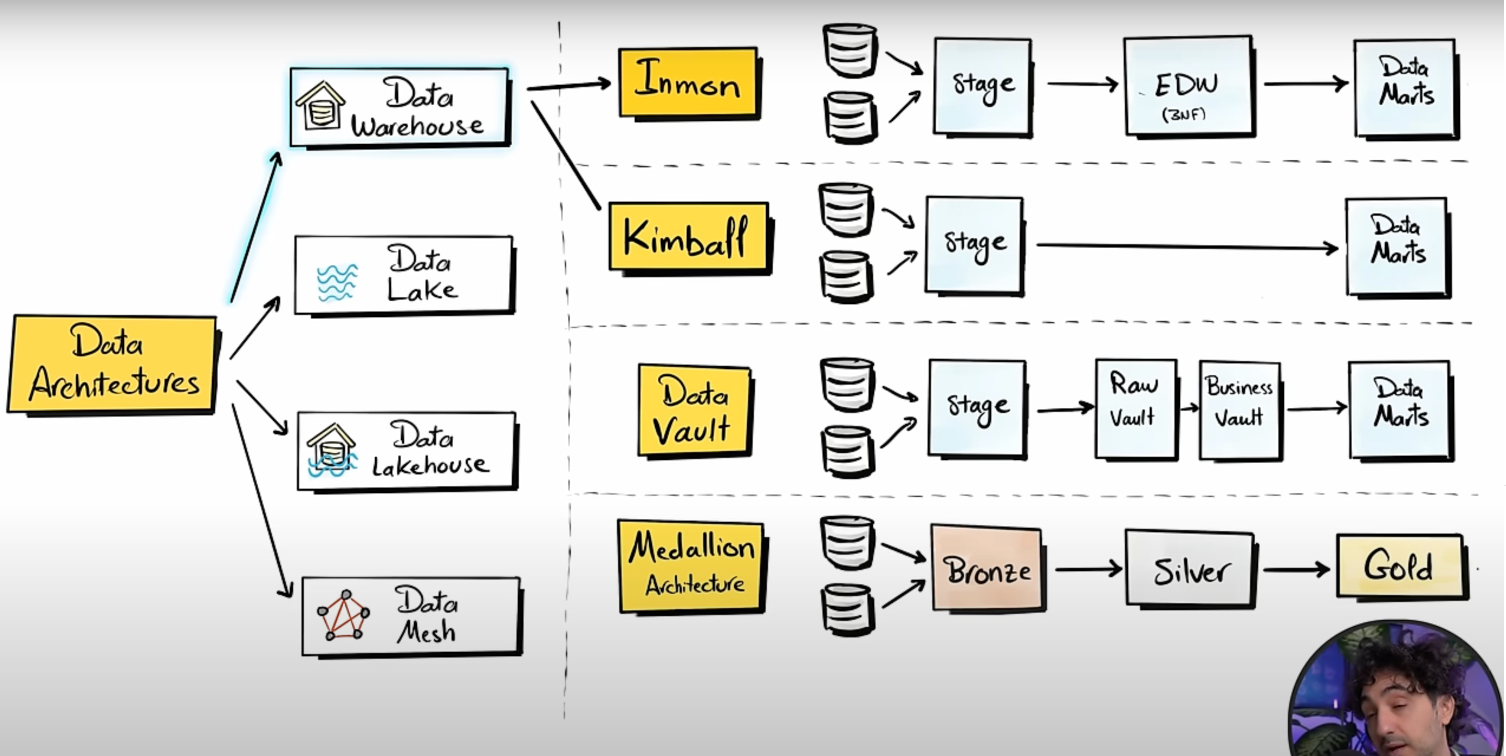 Data
Architectures
Data
Warehouse
Data
Lake
Data
Lakehouse
Data
Mesh
Inmon
Stage
EDW
(3NF)
Data
Marts
Kimball
Stage
Data
Marts
Data
Vault
Stage
Raw
Vault
Business
Vault
Data
Marts
Medallion
Architecture
Bronze
Silver
Gold